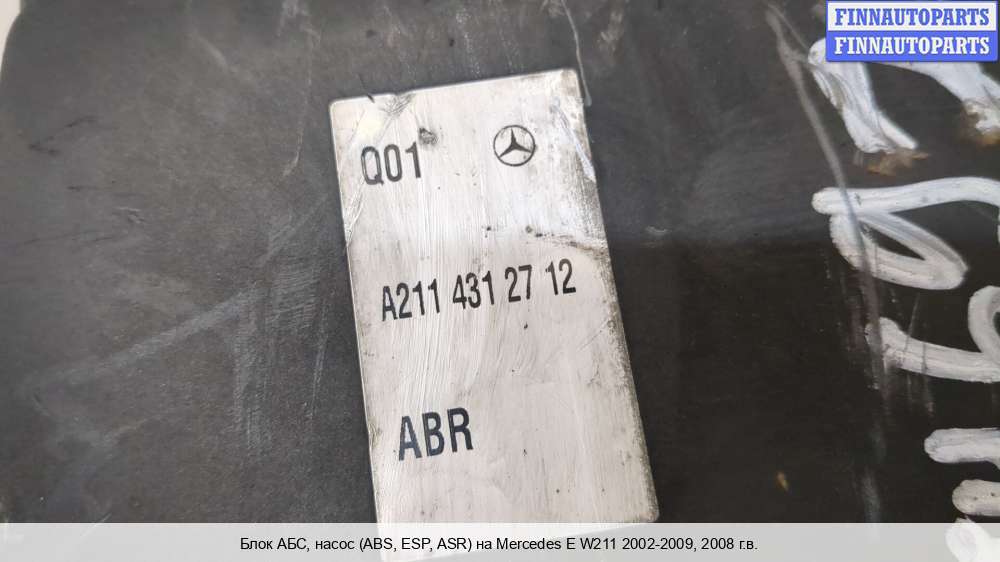 FINNAUTOPARTS
FINNAUTOPARTS
Q01
A211 431 27 12
ABR
Блок АБС, насос (ABS, ESP, ASR) на Mercedes E W211 2002-2009, 2008 г.в.